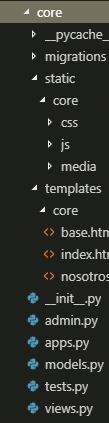 core
__pycache__
migrations
static
core
css
js
media
templates
core
base.htm
index.htm
nosotros
__init__.py
admin.py
apps.py
models.py
tests.py
views.py